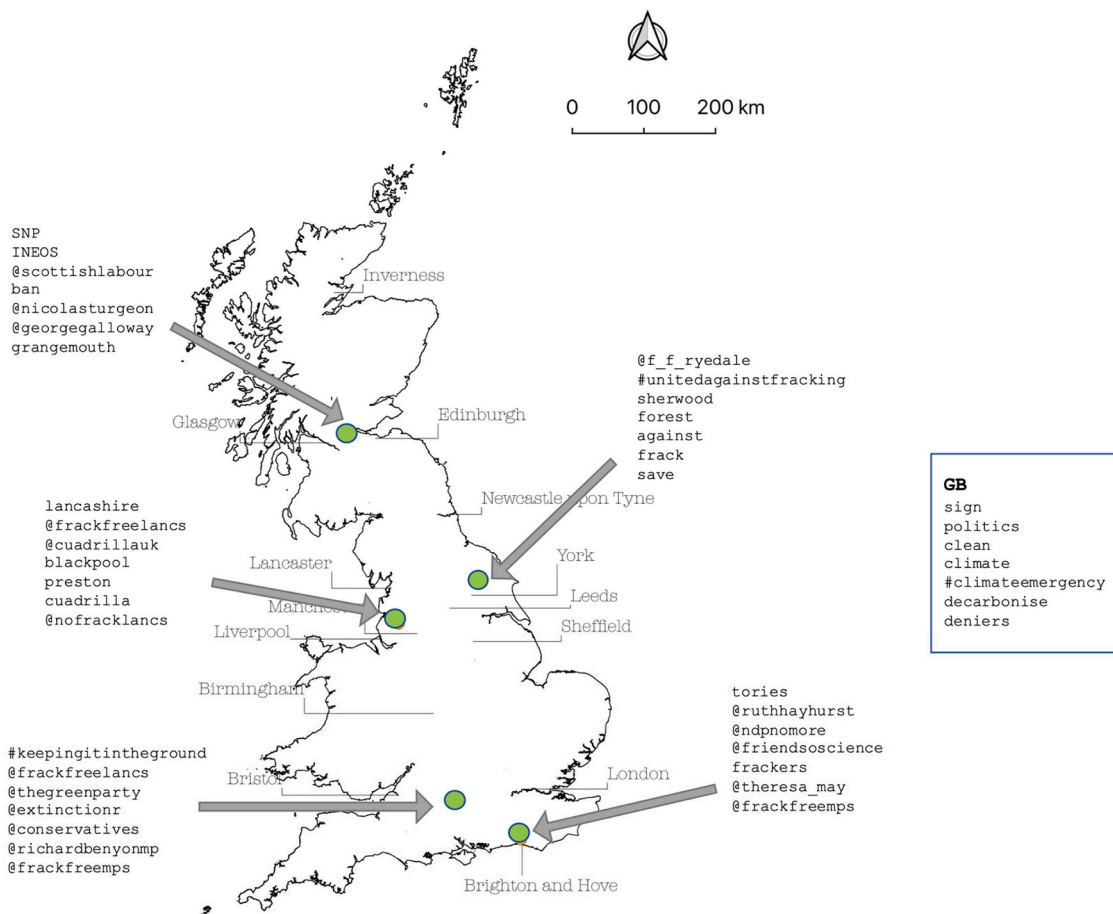 0 100 200 km
SNP
INEOS
@scottishlabour
ban
@nicolasturgeon
@georgegalloway
grangemouth
Inverness
@f_f_ryedale
#unitedagainstfracking
sherwood
forest
against
frack
save
Glasgow
Edinburgh
Newcastle upon Tyne
lancashire
@frackfreelancs
@cuadrillauk
blackpool
preston
cuadrilla
@nofracklancs
Lancaster
York
Leeds
Manchester
Liverpool
Sheffield
GB
sign
politics
clean
climate
#climateemergency
decarbonise
deniers
Birmingham
tories
@ruthhayhurst
@ndpnomore
@friendsoscience
frackers
@theresa_may
@frackfreemps
#keepingitintheground
@frackfreelancs
@thegreenparty
@extinctionr
@conservatives
@richardbenyonmp
@frackfreemps
Bristol
London
Brighton and Hove